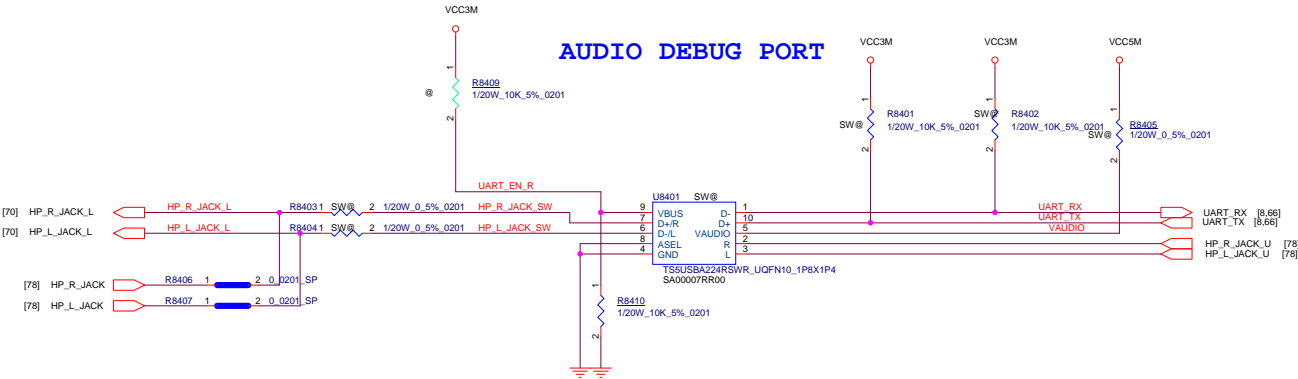 VCC3M
AUDIO DEBUG PORT
VCC3M
VCC3M
VCC5M
1
R8409
@
1/20W_10K_5%_0201
2
1
R8401
SW@
1/20W_10K_5%_0201
2
1
R8402
SW@
1/20W_10K_5%_0201
2
1
R8405
SW@
1/20W_0_5%_0201
2
UART_EN_R
U8401 SW@
[70] HP_R_JACK_L
HP_R_JACK_L
R8403 1 SW@ 2 1/20W_0_5%_0201
HP_R_JACK_SW
[70] HP_L_JACK_L
HP_L_JACK_L
R8404 1 SW@ 2 1/20W_0_5%_0201
HP_L_JACK_SW
9 VBUS D- 1
7 D+/R D+ 10
6 D-/L VAUDIO 5
8 ASEL R 2
4 GND L 3
UART_RX
UART_TX
VAUDIO
UART_RX [8,66]
UART_TX [8,66]
HP_R_JACK_U [78
HP_L_JACK_U [78]
TS5USBA224RSWR_UQFN10_1P8X1P4
SA00007RR00
[78] HP_R_JACK
R8406 1 2 0_0201_SP
[78] HP_L_JACK
R8407 1 2 0_0201_SP
1
R8410
1/20W_10K_5%_0201
2